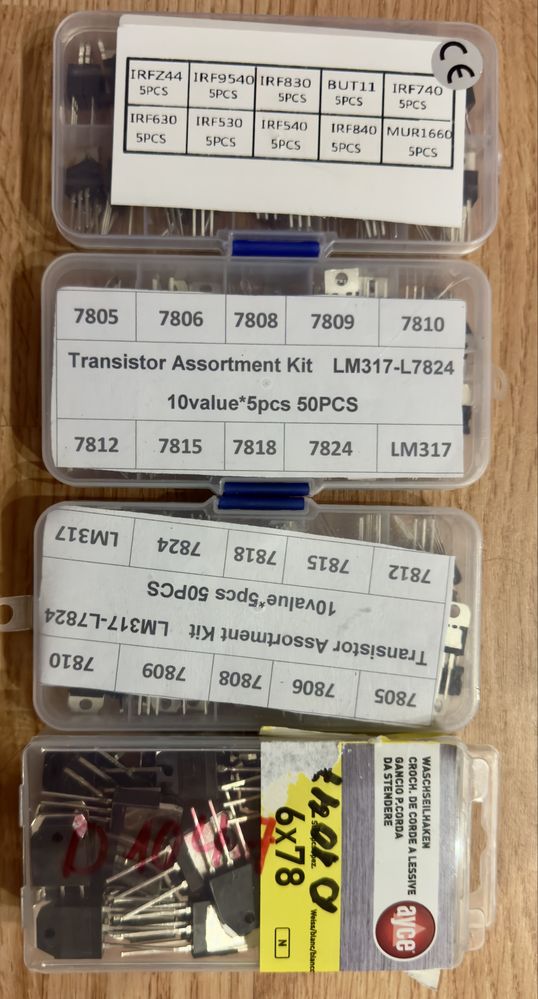 CE
IRFZ44 IRF9540 IRF830 BUT11 IRF740
5PCS 5PCS 5PCS 5PCS 5PCS
IRF630 IRF530 IRF540 IRF840 MUR1660
5PCS 5PCS 5PCS 5PCS 5PCS
7805 7806 7808 7809 7810
Transistor Assortment Kit LM317-L7824
10value*5pcs 50PCS
7812 7815 7818 7824 LM317
7805 7806 7808 7809 7810
Transistor Assortment Kit LM317-L7824
10value*5pcs 50PCS
7812 7815 7818 7824 LM317
WASCHSEILHAKEN
CROCH. DE CORDE A LESSIVE
GANCIO P.CORDA
DA STENDERE
ayce
6x78
Weiss/blanc/blanco
N